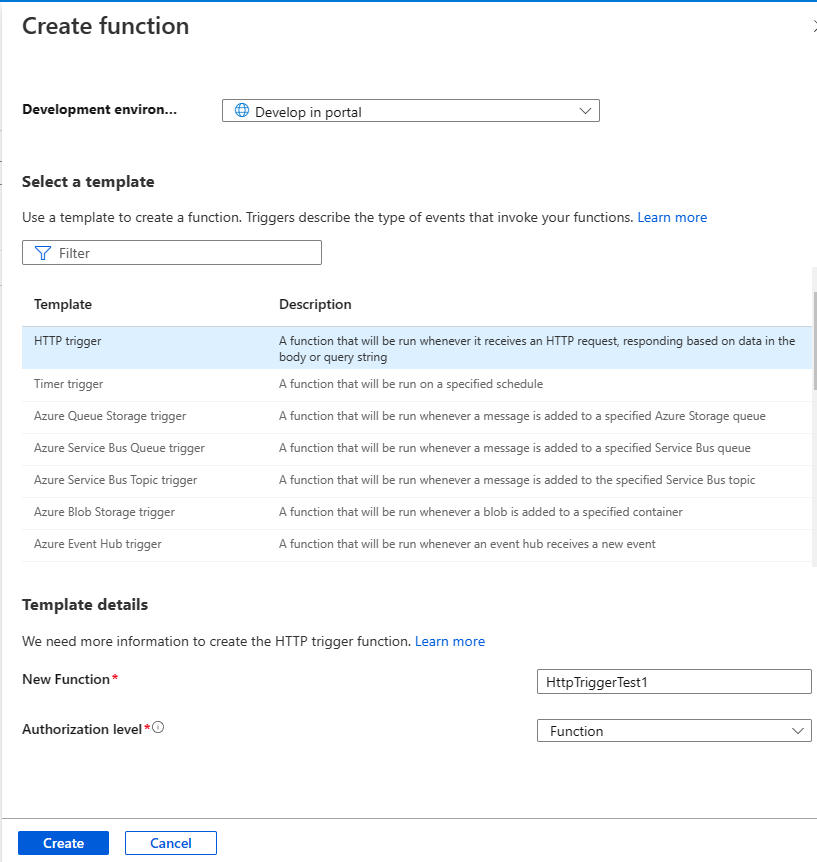 Create function
Development environ...
Develop in portal
Select a template
Use a template to create a function. Triggers describe the type of events that invoke your functions. Learn more
Filter
Template Description
HTTP trigger A function that will be run whenever it receives an HTTP request, responding based on data in the
body or query string
Timer trigger A function that will be run on a specified schedule
Azure Queue Storage trigger A function that will be run whenever a message is added to a specified Azure Storage queue
Azure Service Bus Queue trigger A function that will be run whenever a message is added to a specified Service Bus queue
Azure Service Bus Topic trigger A function that will be run whenever a message is added to the specified Service Bus topic
Azure Blob Storage trigger A function that will be run whenever a blob is added to a specified container
Azure Event Hub trigger A function that will be run whenever an event hub receives a new event
Template details
We need more information to create the HTTP trigger function. Learn more
New Function*
HttpTriggerTest1
Authorization level*
Function
Create Cancel